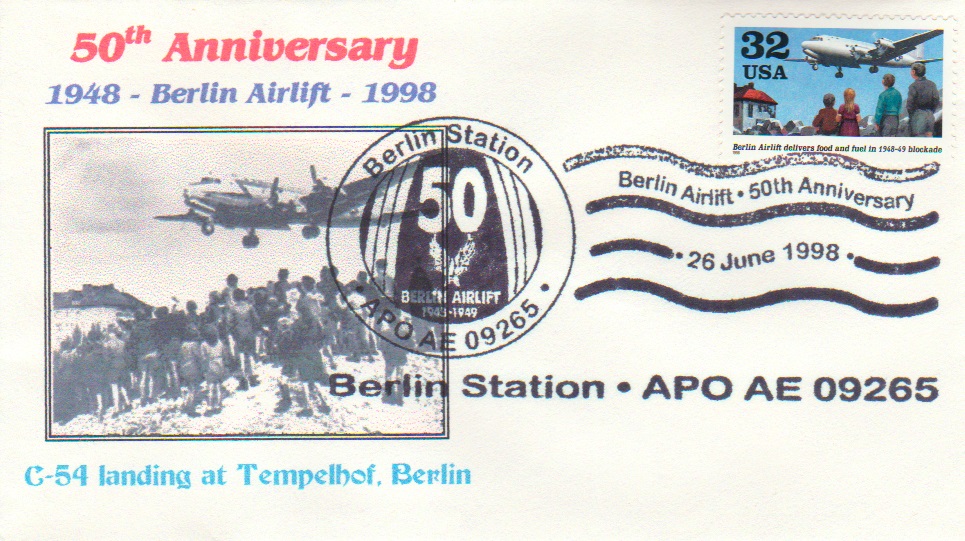 50th Anniversary
1948 - Berlin Airlift - 1998
32
USA
Berlin Airlift delivers food and fuel in 1948-49 blockade
Berlin Station
50
BERLIN AIRLIFT
1948-1949
• APO AE 09265 •
Berlin Airlift • 50th Anniversary
• 26 June 1998 •
Berlin Station • APO AE 09265
C-54 landing at Tempelhof, Berlin